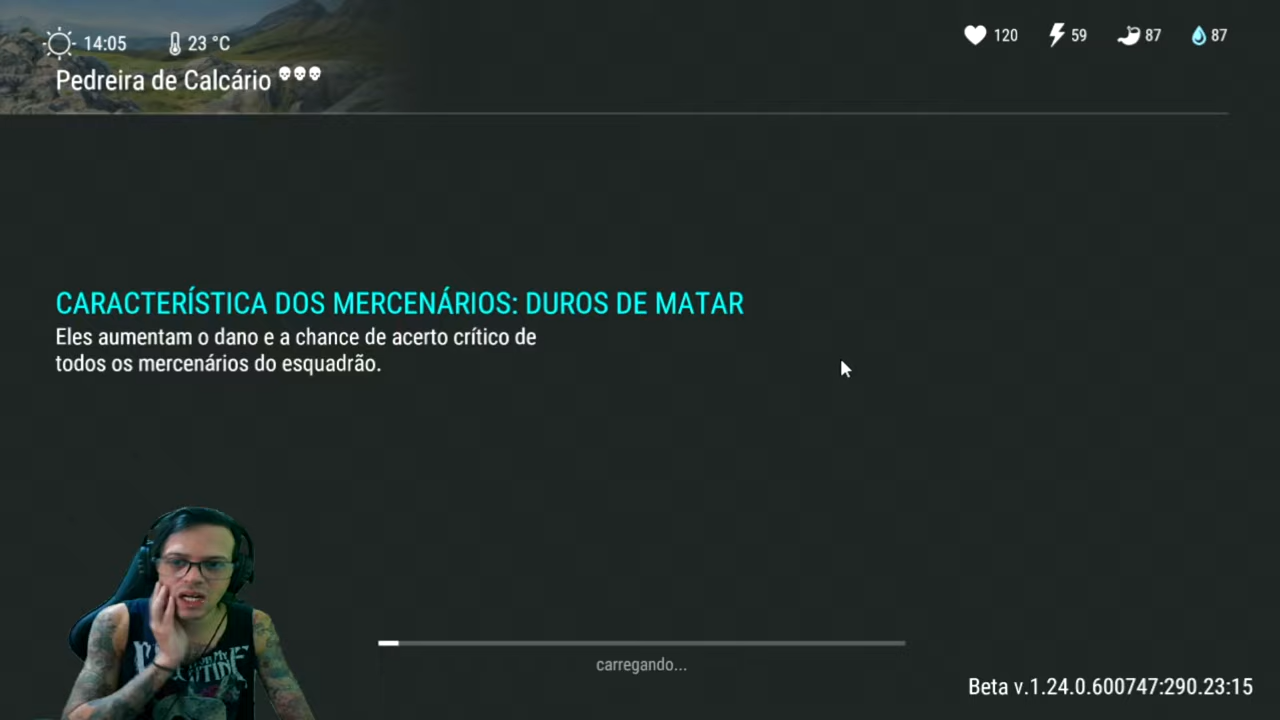 14:05 23 °C
120 59 87 87
Pedreira de Calcário
CARACTERÍSTICA DOS MERCENÁRIOS: DUROS DE MATAR
Eles aumentam o dano e a chance de acerto crítico de
todos os mercenários do esquadrão.
carregando...
Beta v.1.24.0.600747:290.23:15